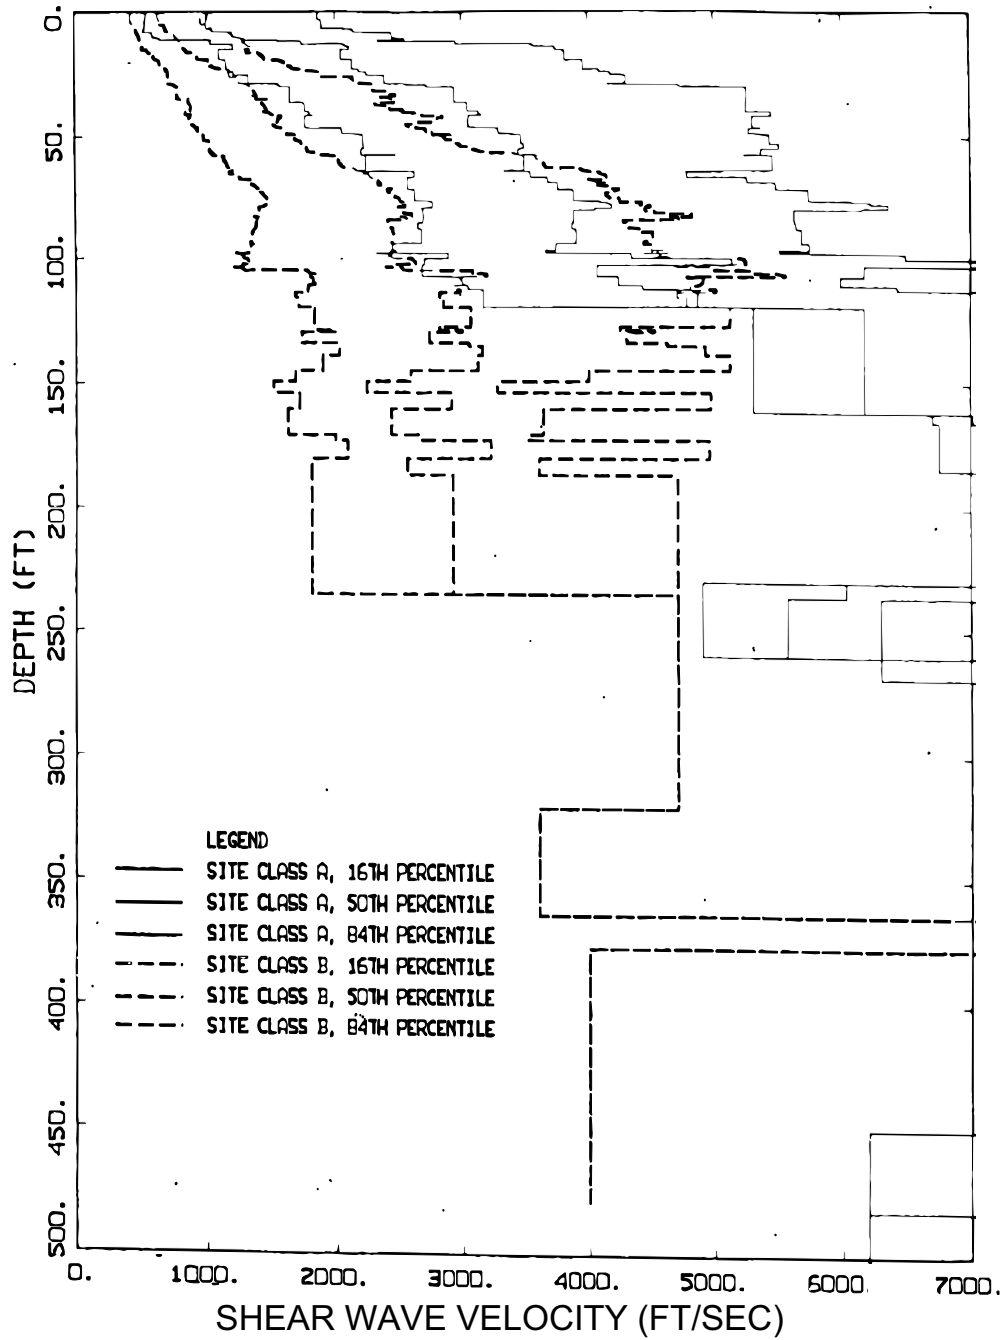 0.
50.
100.
150.
200.
250.
300.
350.
400.
450.
500.
DEPTH (FT)
LEGEND
SITE CLASS A, 16TH PERCENTILE
SITE CLASS A, 50TH PERCENTILE
SITE CLASS A, 84TH PERCENTILE
SITE CLASS B, 16TH PERCENTILE
SITE CLASS B, 50TH PERCENTILE
SITE CLASS B, 84TH PERCENTILE
0. 1000. 2000. 3000. 4000. 5000. 6000. 7000.
SHEAR WAVE VELOCITY (FT/SEC)